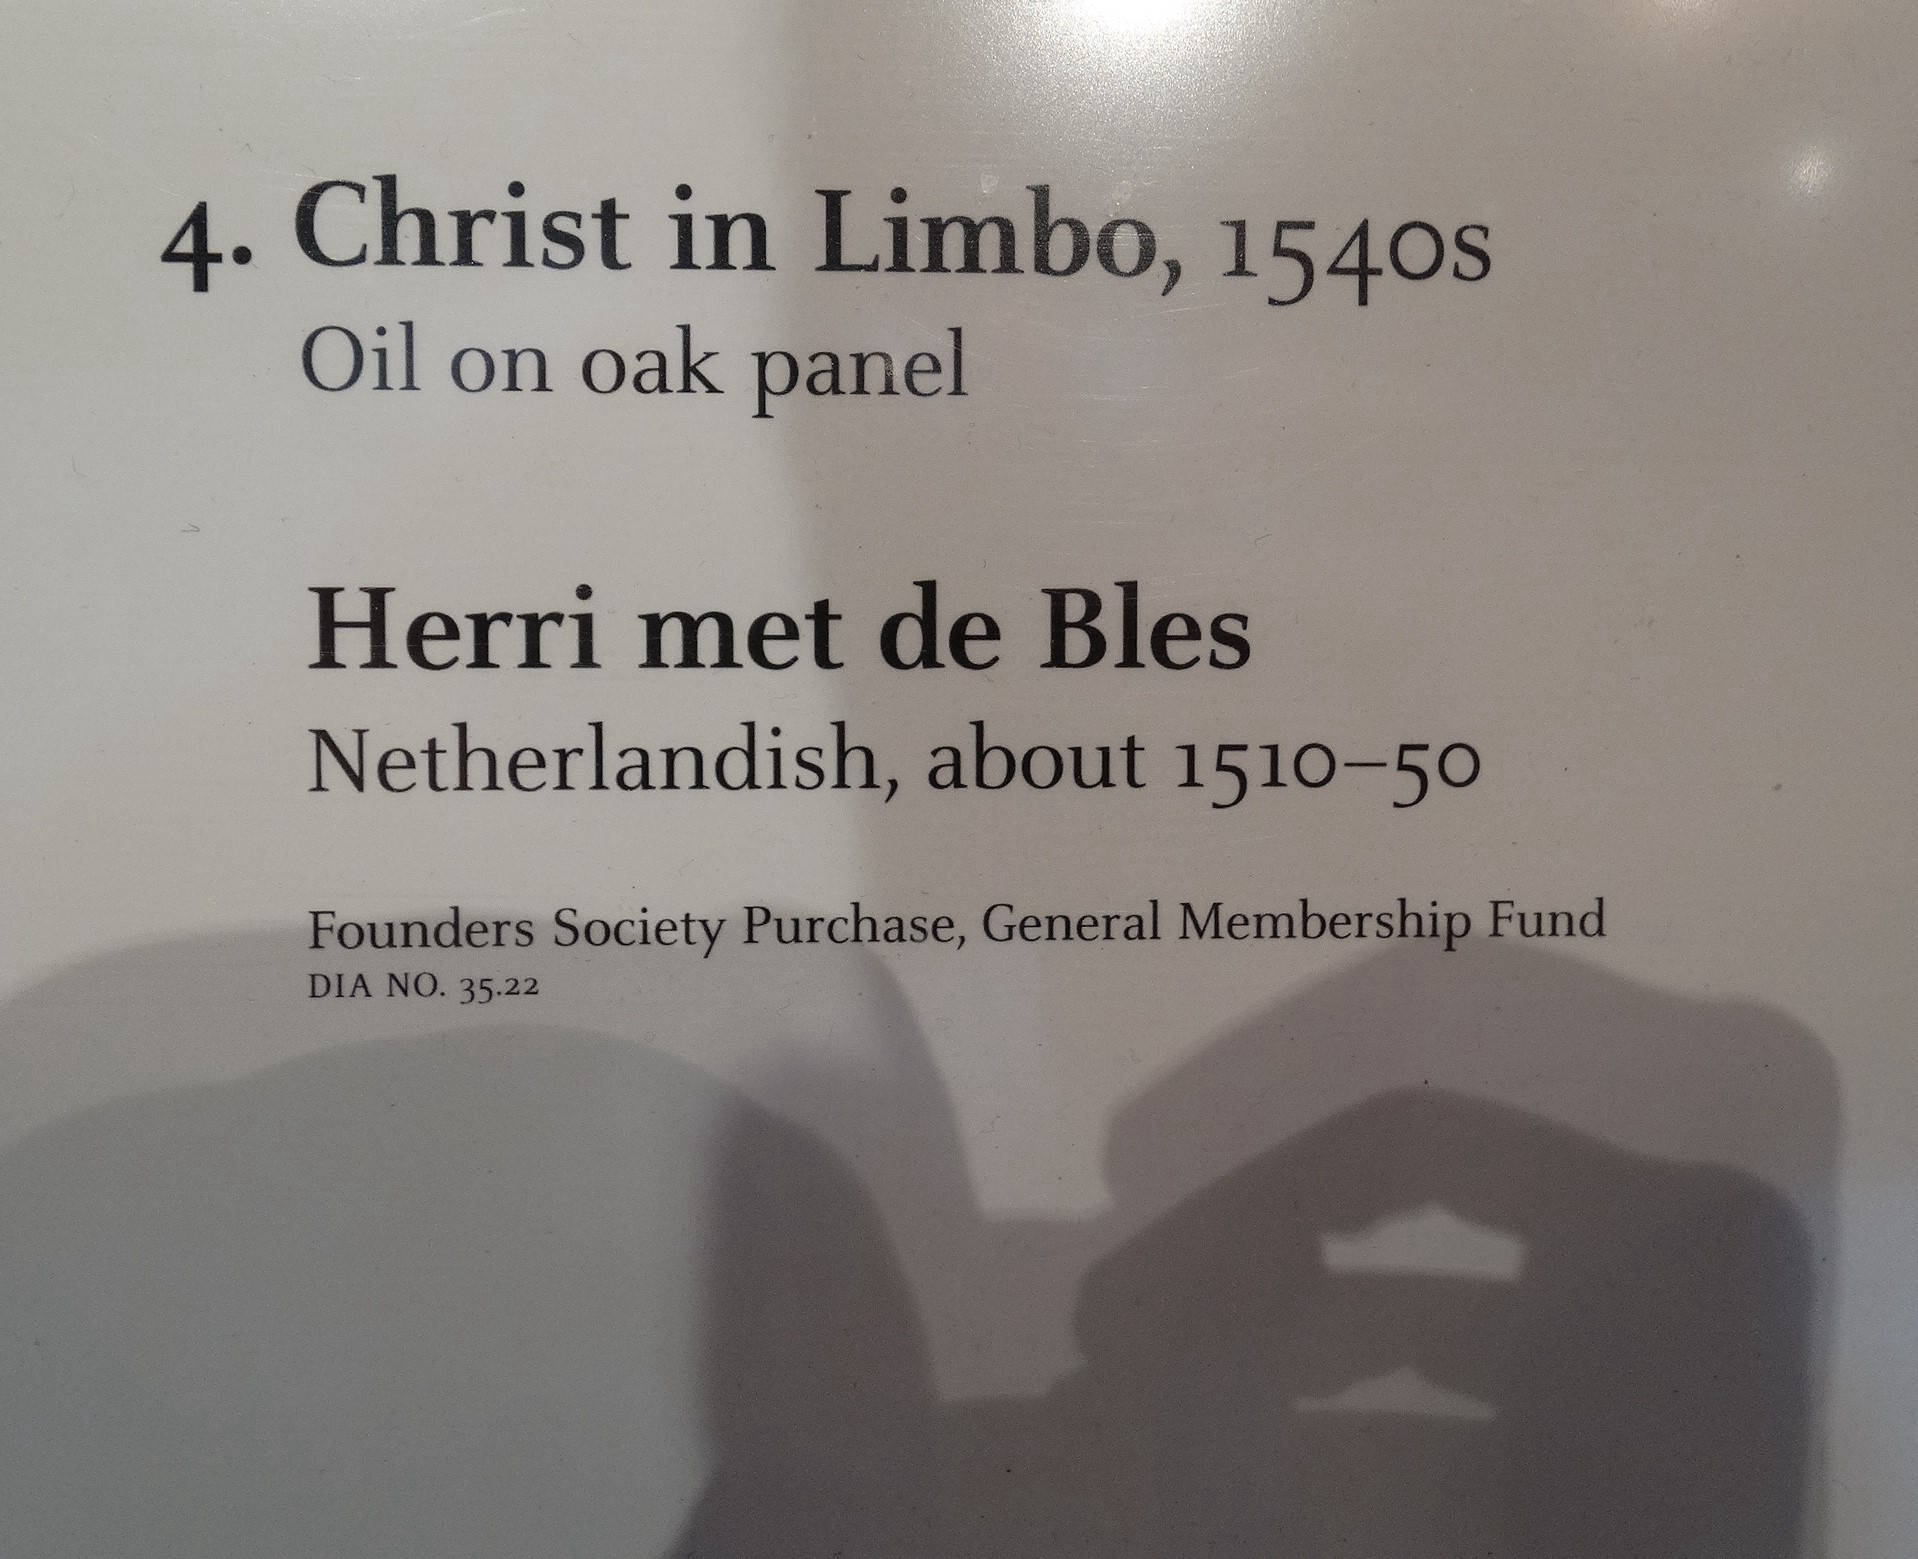 4. Christ in Limbo, 1540s
Oil on oak panel
Herri met de Bles
Netherlandish, about 1510–50
Founders Society Purchase, General Membership Fund
DIA NO. 35.22